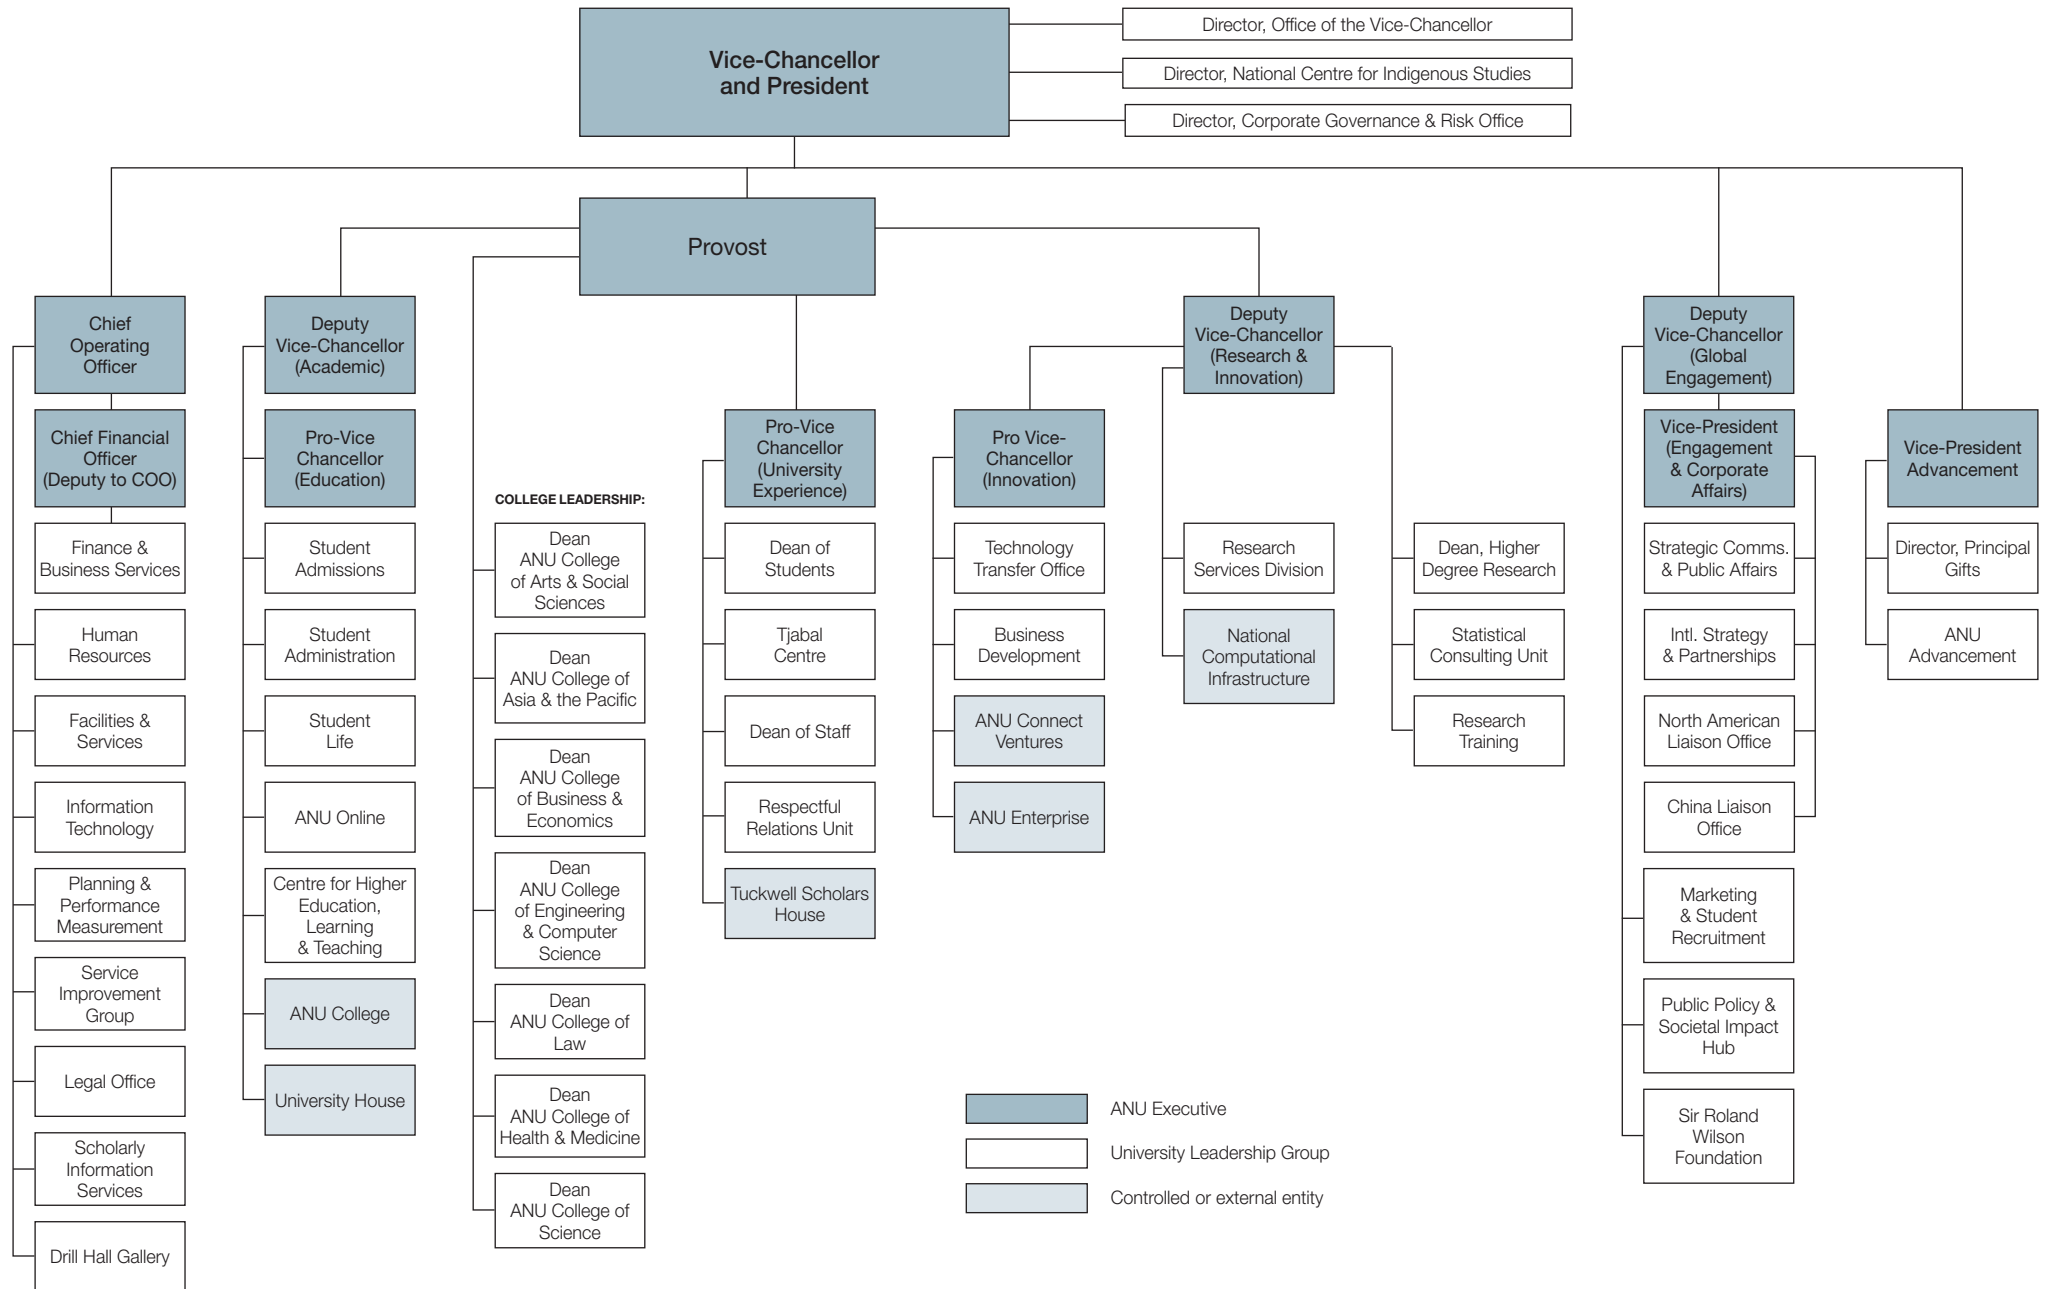 Vice-Chancellor
and President
Director, Office of the Vice-Chancellor
Director, National Centre for Indigenous Studies
Director, Corporate Governance & Risk Office
Provost
Chief
Operating
Officer
Chief Financial
Officer
(Deputy to COO)
Finance &
Business Services
Human
Resources
Facilities &
Services
Information
Technology
Planning &
Performance
Measurement
Service
Improvement
Group
Legal Office
Scholarly
Information
Services
Drill Hall Gallery
Deputy
Vice-Chancellor
(Academic)
Pro-Vice
Chancellor
(Education)
Student
Admissions
Student
Administration
Student
Life
ANU Online
Centre for Higher
Education,
Learning
& Teaching
ANU College
University House
COLLEGE LEADERSHIP:
Dean
ANU College
of Arts & Social
Sciences
Dean
ANU College of
Asia & the Pacific
Dean
ANU College
of Business &
Economics
Dean
ANU College
of Engineering
& Computer
Science
Dean
ANU College of
Law
Dean
ANU College of
Health & Medicine
Dean
ANU College of
Science
Pro-Vice
Chancellor
(University
Experience)
Dean of
Students
Tjabal
Centre
Dean of Staff
Respectful
Relations Unit
Tuckwell Scholars
House
Deputy
Vice-Chancellor
(Research &
Innovation)
Pro Vice-
Chancellor
(Innovation)
Technology
Transfer Office
Business
Development
ANU Connect
Ventures
ANU Enterprise
Research
Services Division
National
Computational
Infrastructure
Dean, Higher
Degree Research
Statistical
Consulting Unit
Research
Training
Deputy
Vice-Chancellor
(Global
Engagement)
Vice-President
(Engagement
& Corporate
Affairs)
Strategic Comms.
& Public Affairs
Intl. Strategy
& Partnerships
North American
Liaison Office
China Liaison
Office
Marketing
& Student
Recruitment
Public Policy &
Societal Impact
Hub
Sir Roland
Wilson
Foundation
Vice-President
Advancement
Director, Principal
Gifts
ANU
Advancement
ANU Executive
University Leadership Group
Controlled or external entity